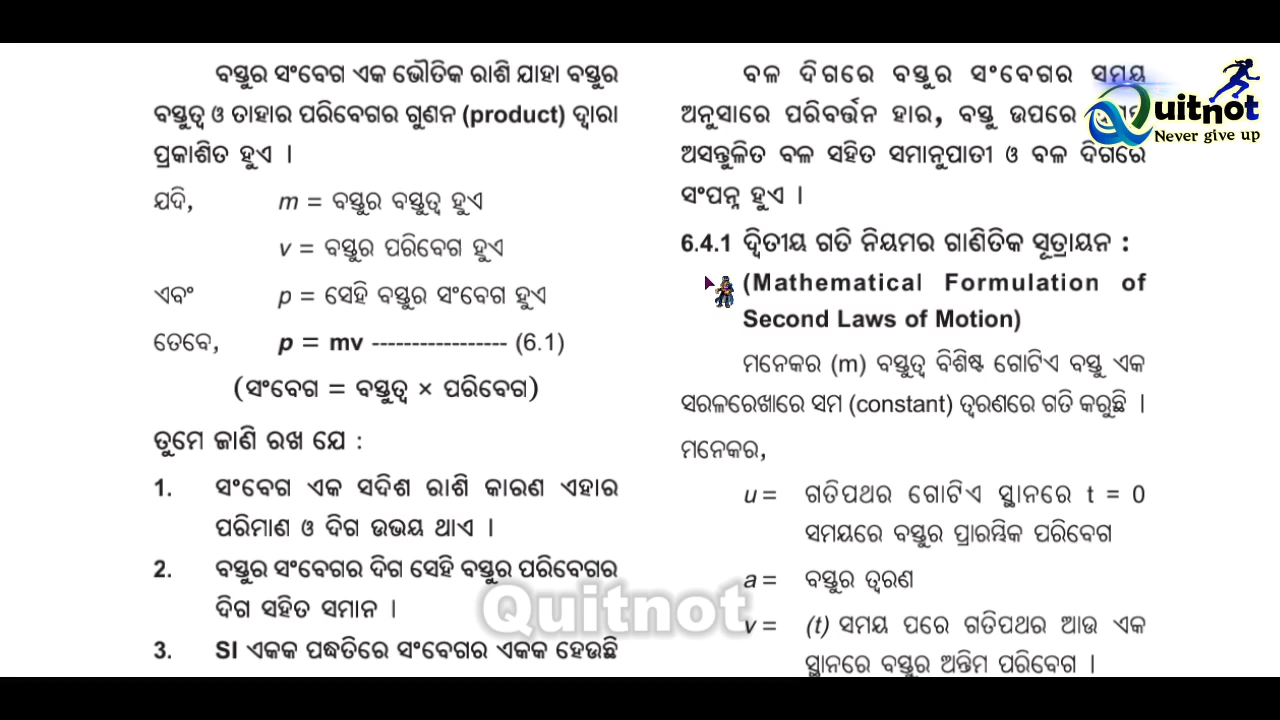 ବସ୍ତୁର ସଂବେଗ ଏକ ଭୌତିକ ରାଶି ଯାହା ବସ୍ତୁର
ବସ୍ତୁତ୍ୱ ଓ ତାହାର ପରିବେଗର ଗୁଣନ (product) ଦ୍ୱାରା
ପ୍ରକାଶିତ ହୁଏ ।
ଯଦି, m = ବସ୍ତୁର ବସ୍ତୁତ୍ୱ ହୁଏ
v = ବସ୍ତୁର ପରିବେଗ ହୁଏ
ଏବଂ p = ସେହି ବସ୍ତୁର ସଂବେଗ ହୁଏ
ତେବେ, p = mv ----------------- (6.1)
(ସଂବେଗ = ବସ୍ତୁତ୍ୱ × ପରିବେଗ)
ତୁମେ ଜାଣି ରଖ ଯେ :
1. ସଂବେଗ ଏକ ସଦିଶ ରାଶି କାରଣ ଏହାର
ପରିମାଣ ଓ ଦିଗ ଉଭୟ ଥାଏ ।
2. ବସ୍ତୁର ସଂବେଗର ଦିଗ ସେହି ବସ୍ତୁର ପରିବେଗର
ଦିଗ ସହିତ ସମାନ ।
3. SI ଏକକ ପଦ୍ଧତିରେ ସଂବେଗର ଏକକ ହେଉଛି
ବଳ ଦିଗରେ ବସ୍ତୁର ସଂବେଗର ସମୟ
ଅନୁସାରେ ପରିବର୍ତ୍ତନ ହାର, ବସ୍ତୁ ଉପରେ
ଅସନ୍ତୁଳିତ ବଳ ସହିତ ସମାନୁପାତୀ ଓ ବଳ ଦିଗରେ
ସଂପନ୍ନ ହୁଏ ।
6.4.1 ଦ୍ୱିତୀୟ ଗତି ନିୟମର ଗାଣିତିକ ସୂତ୍ରାୟନ :
(Mathematical Formulation of
Second Laws of Motion)
ମନେକର (m) ବସ୍ତୁତ୍ୱ ବିଶିଷ୍ଟ ଗୋଟିଏ ବସ୍ତୁ ଏକ
ସରଳରେଖାରେ ସମ (constant) ତ୍ୱରଣରେ ଗତି କରୁଛି ।
ମନେକର,
u = ଗତିପଥର ଗୋଟିଏ ସ୍ଥାନରେ t = 0
ସମୟରେ ବସ୍ତୁର ପ୍ରାରମ୍ଭିକ ପରିବେଗ
a = ବସ୍ତୁର ତ୍ୱରଣ
v = (t) ସମୟ ପରେ ଗତିପଥର ଆଉ ଏକ
ସ୍ଥାନରେ ବସ୍ତୁର ଅନ୍ତିମ ପରିବେଗ ।
Quitnot
Never give up
Quitnot